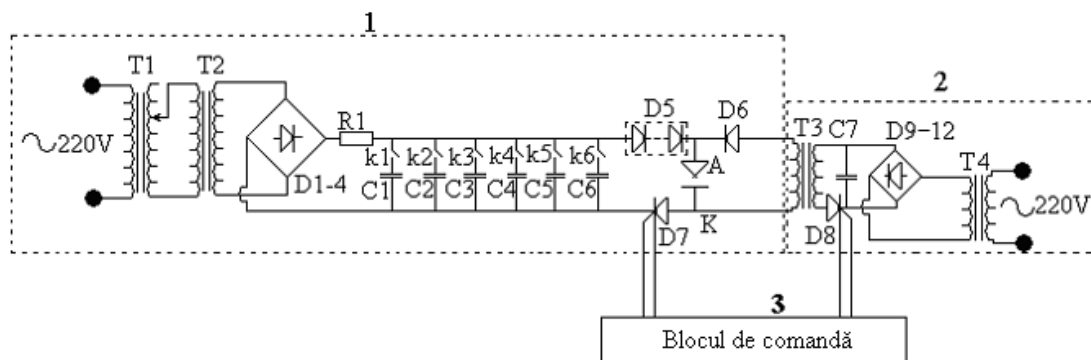 1
T1 T2 D5 D6 2
R1 T3 C7 D9-12
~220V k1 k2 k3 k4 k5 k6 A T4
C1 C2 C3 C4 C5 C6 ~220V
D1-4 D7 K D8
3
Blocul de comandă